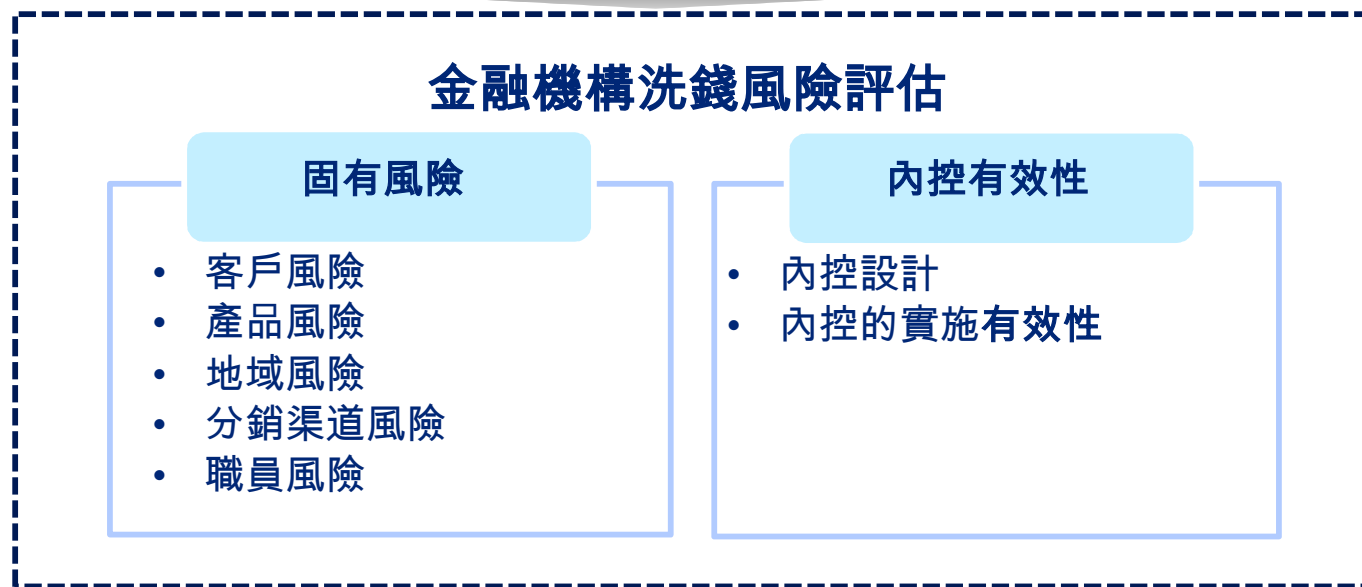 金融機構洗錢風險評估
固有風險
• 客戶風險
• 產品風險
• 地域風險
• 分銷渠道風險
• 職員風險
內控有效性
• 內控設計
• 內控的實施有效性